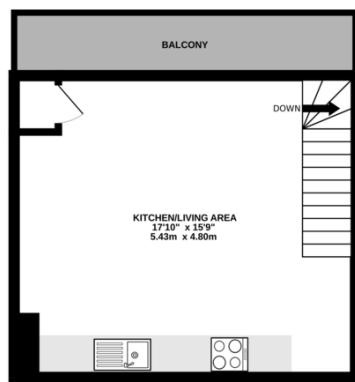 BALCONY
DOWN
KITCHEN/LIVING AREA
17'10" x 15'9"
5.43m x 4.80m